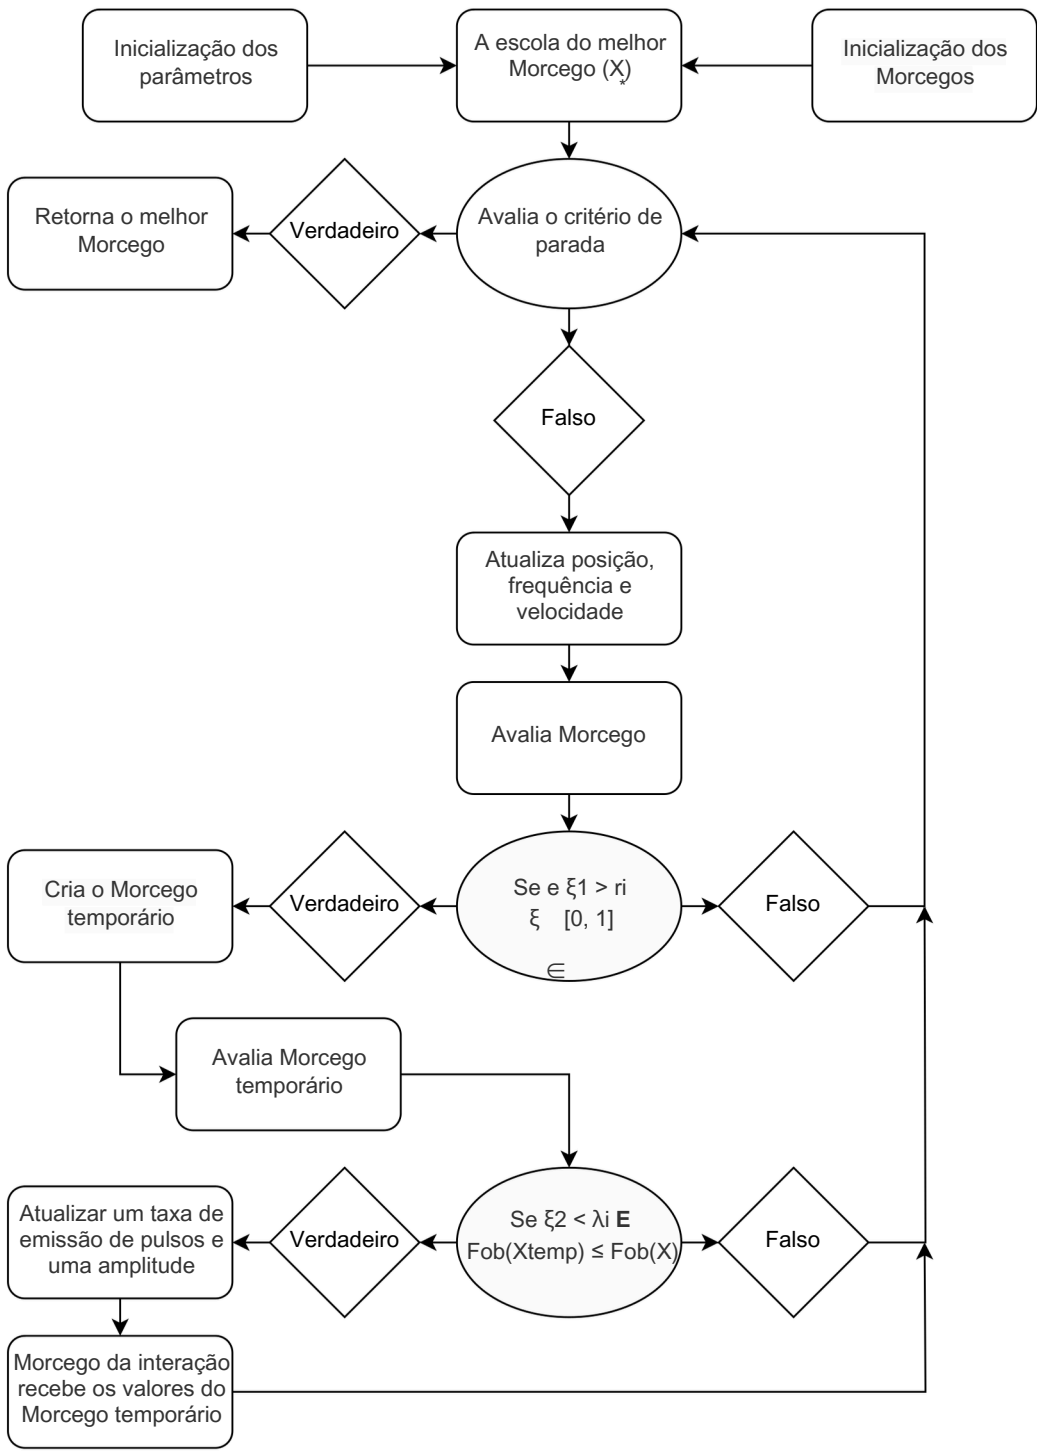 Inicialização dos
parâmetros
A escola do melhor
Morcego (X
*
)
Inicialização dos
Morcegos
Retorna o melhor
Morcego
Verdadeiro
Avalia o critério de
parada
Falso
Atualiza posição,
frequência e
velocidade
Avalia Morcego
Cria o Morcego
temporário
Verdadeiro
Se e ξ1 > ri
ξ [0, 1]
∈
Falso
Avalia Morcego
temporário
Atualizar um taxa de
emissão de pulsos e
uma amplitude
Verdadeiro
Se ξ2 < λi E
Fob(Xtemp) ≤ Fob(X)
Falso
Morcego da interação
recebe os valores do
Morcego temporário